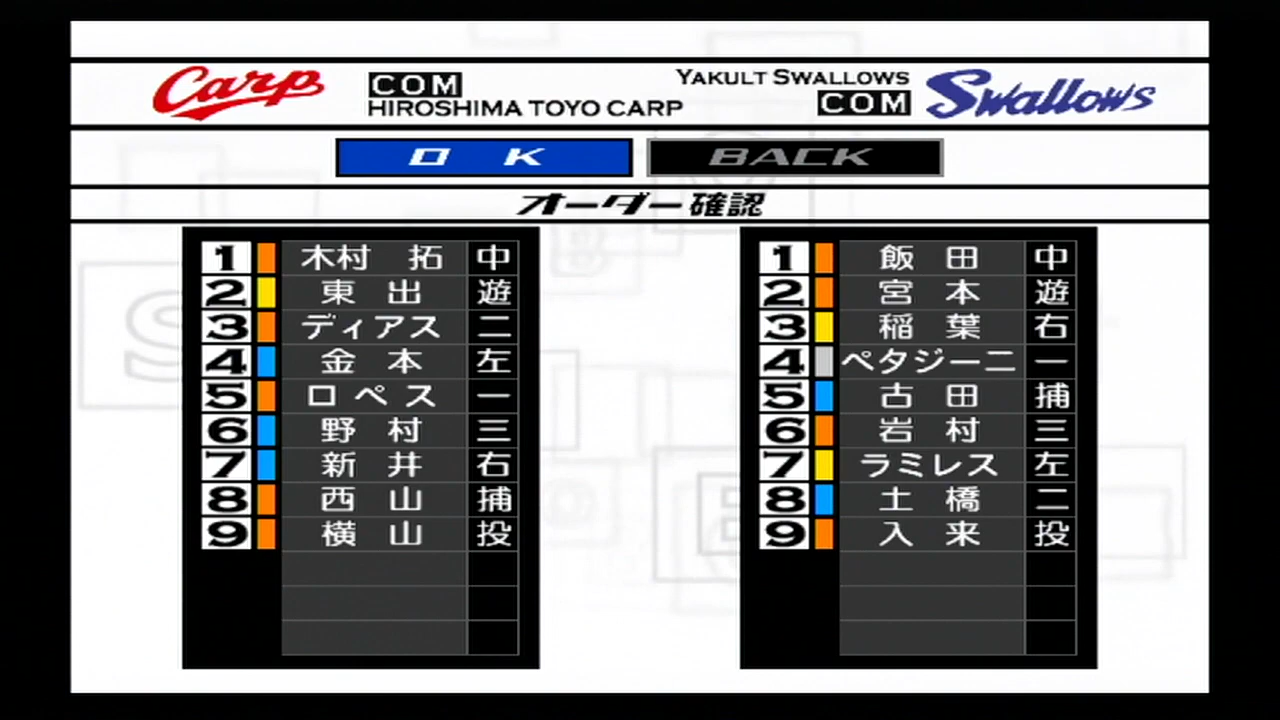 Carp COM HIROSHIMA TOYO CARP
YAKULT SWALLOWS COM Swallows
OK BACK
オーダー確認
1 木村 拓 中
2 東出 遊
3 ディアス 二
4 金本 左
5 ロペス 一
6 野村 三
7 新井 右
8 西山 捕
9 横山 投
1 飯田 中
2 宮本 遊
3 稲葉 右
4 ペタジーニ 一
5 古田 捕
6 岩村 三
7 ラミレス 左
8 土橋 二
9 入来 投